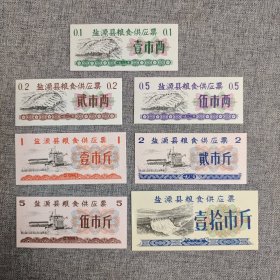 盐源县粮食供应票
0.1 0.1
壹市两
盐源县粮食供应票
0.2 0.2
贰市两
盐源县粮食供应票
0.5 0.5
伍市两
盐源县粮食供应票
1 1
壹市斤
盐源县粮食供应票
2 2
贰市斤
盐源县粮食供应票
5 5
伍市斤
盐源县粮食供应票
壹拾市斤